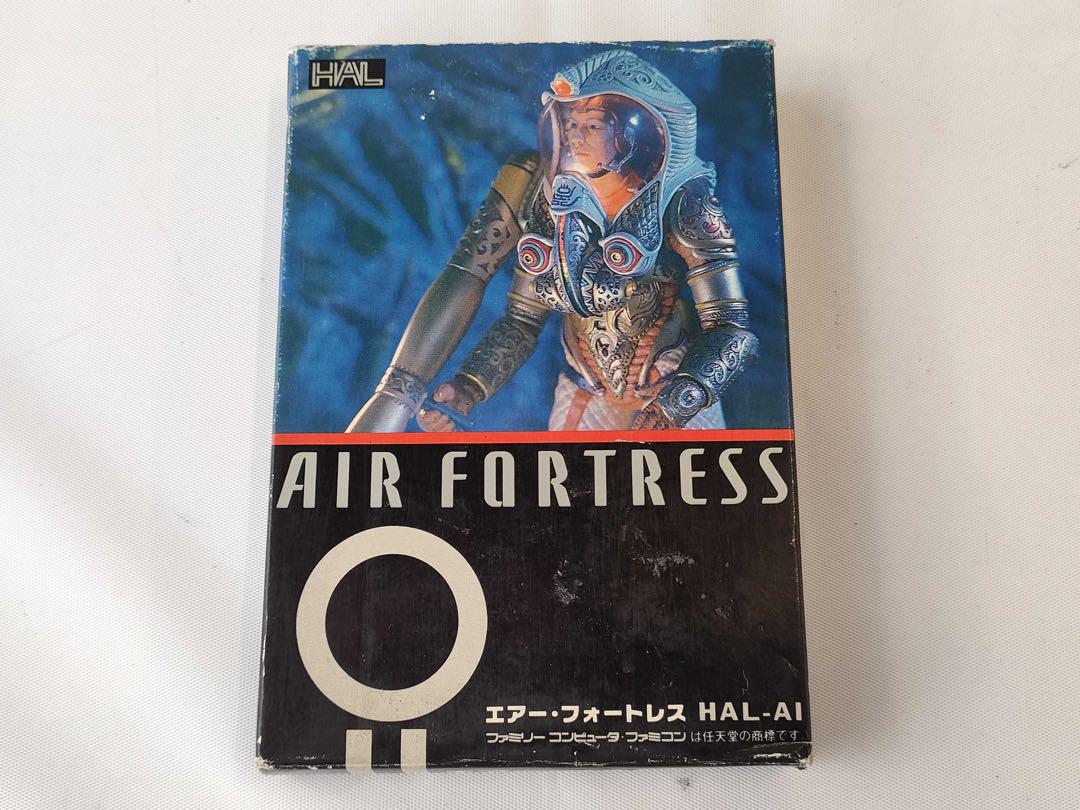 HAL
AIR FORTRESS
エアー・フォートレス HAL-AI
ファミリーコンピュータ・ファミコンは任天堂の商標です